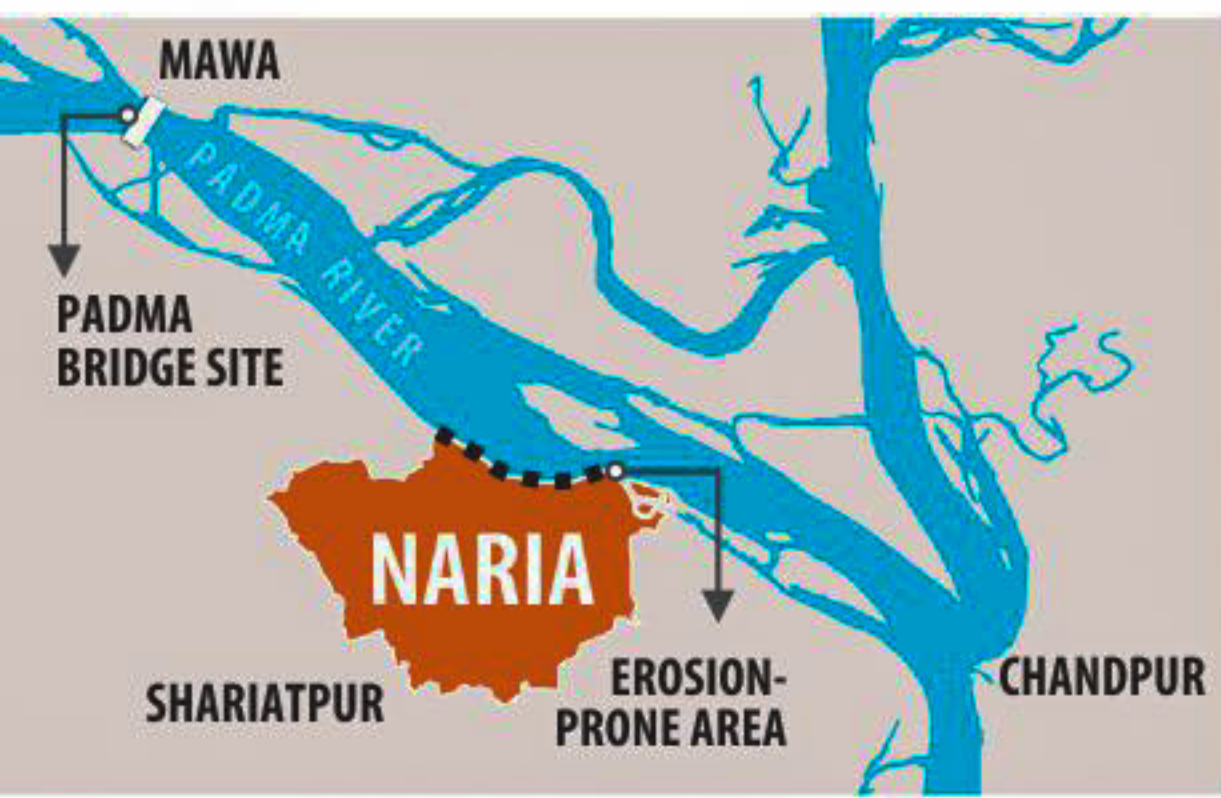 MAWA
PADMA RIVER
PADMA
BRIDGE SITE
NARIA
SHARIATPUR
EROSION-
PRONE AREA
CHANDPUR